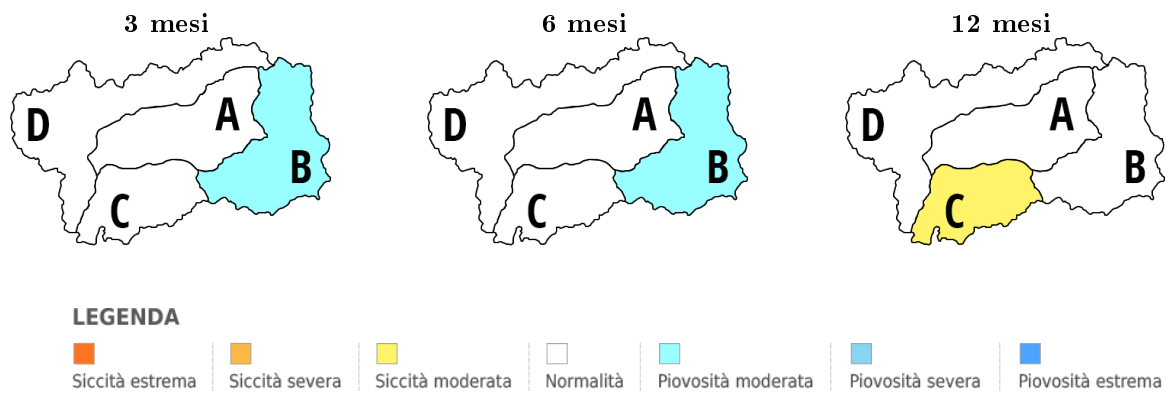 3 mesi 6 mesi 12 mesi
A A A
D D D
B B B
C C C
LEGENDA
Siccità estrema Siccità severa Siccità moderata Normalità Piovosità moderata Piovosità severa Piovosità estrema